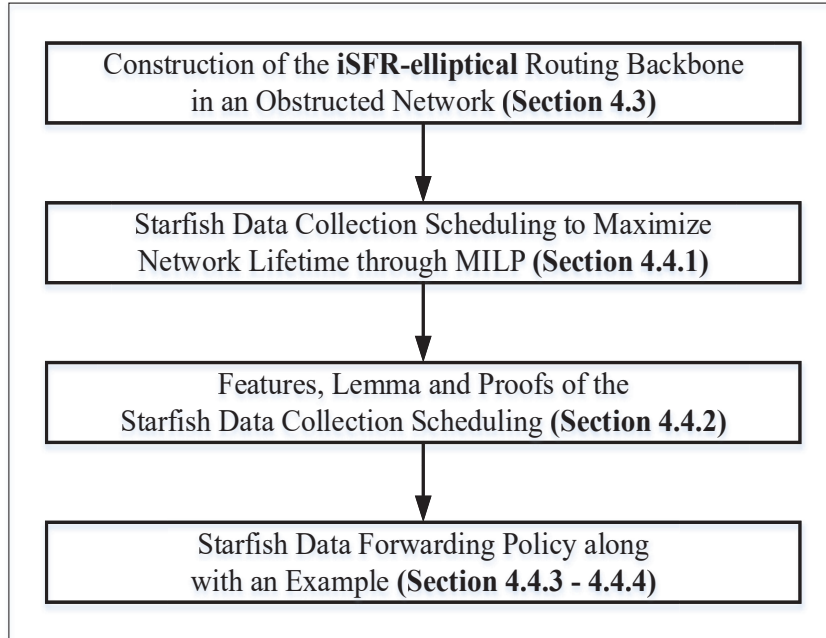 Construction of the iSFR-elliptical Routing Backbone
in an Obstructed Network (Section 4.3)
Starfish Data Collection Scheduling to Maximize
Network Lifetime through MILP (Section 4.4.1)
Features, Lemma and Proofs of the
Starfish Data Collection Scheduling (Section 4.4.2)
Starfish Data Forwarding Policy along
with an Example (Section 4.4.3 - 4.4.4)